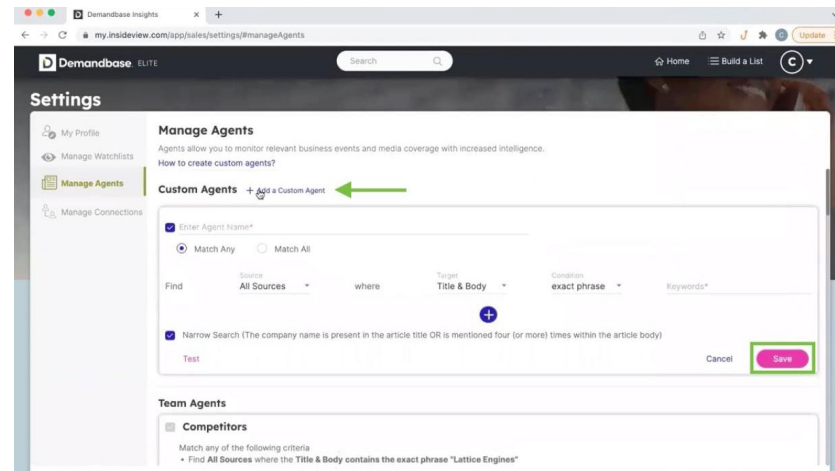 Demandbase Insights
my.insideview.com/app/sales/settings/#manageAgents
Update
Demandbase ELITE
Search
Home
Build a List
C
Settings
My Profile
Manage Watchlists
Manage Agents
Manage Connections
Manage Agents
Agents allow you to monitor relevant business events and media coverage with increased intelligence.
How to create custom agents?
Custom Agents + Add a Custom Agent
Enter Agent Name*
Match Any Match All
Source Target Condition
Find All Sources where Title & Body exact phrase Keywords*
Narrow Search (The company name is present in the article title OR is mentioned four (or more) times within the article body)
Test Cancel Save
Team Agents
Competitors
Match any of the following criteria
• Find All Sources where the Title & Body contains the exact phrase "Lattice Engines"